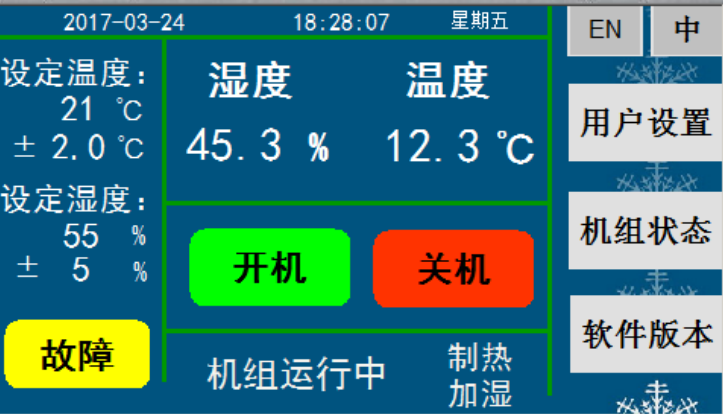 2017-03-24 18:28:07 星期五
EN 中
设定温度：
21 ℃
± 2.0 ℃
设定湿度：
55 %
± 5 %
故障
湿度 温度
45.3 % 12.3 ℃
开机 关机
机组运行中
制热
加湿
用户设置
机组状态
软件版本